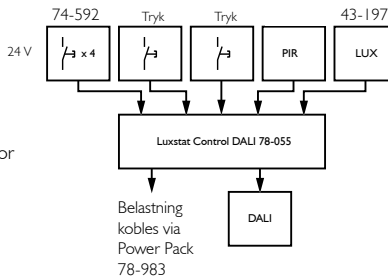 74-592 Tryk Tryk 43-197
24 V
x 4 PIR LUX
or
Luxstat Control DALI 78-055
Belastning
kobles via
Power Pack
78-983
DALI